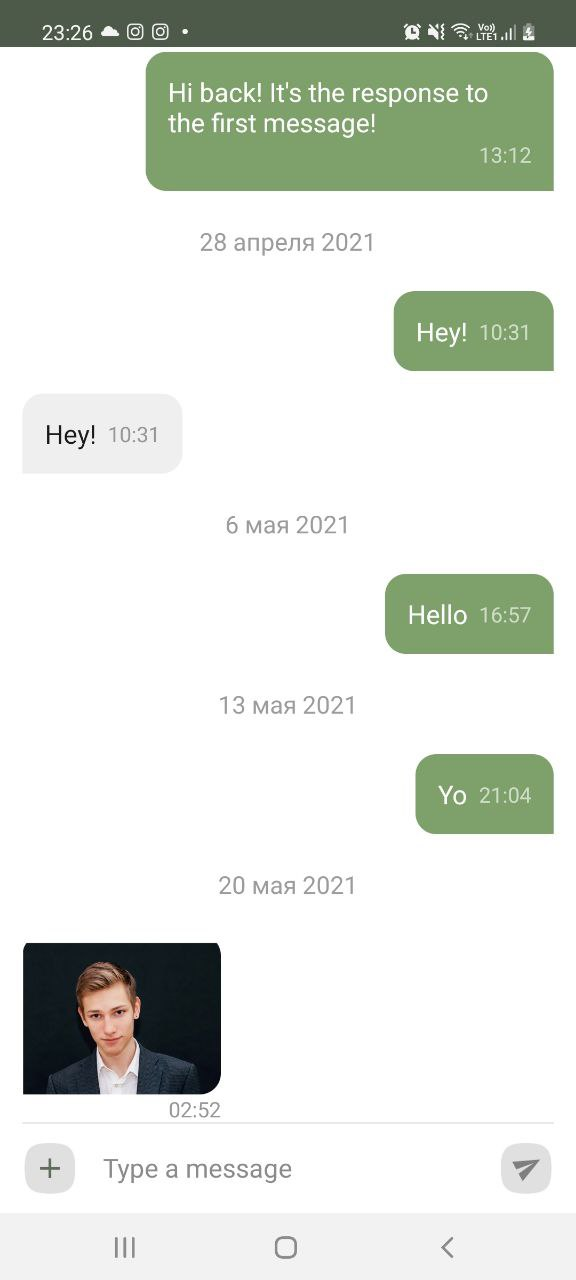 23:26 Vo)) LTE1
Hi back! It's the response to
the first message!
13:12
28 апреля 2021
Hey! 10:31
Hey! 10:31
6 мая 2021
Hello 16:57
13 мая 2021
Yo 21:04
20 мая 2021
02:52
Type a message